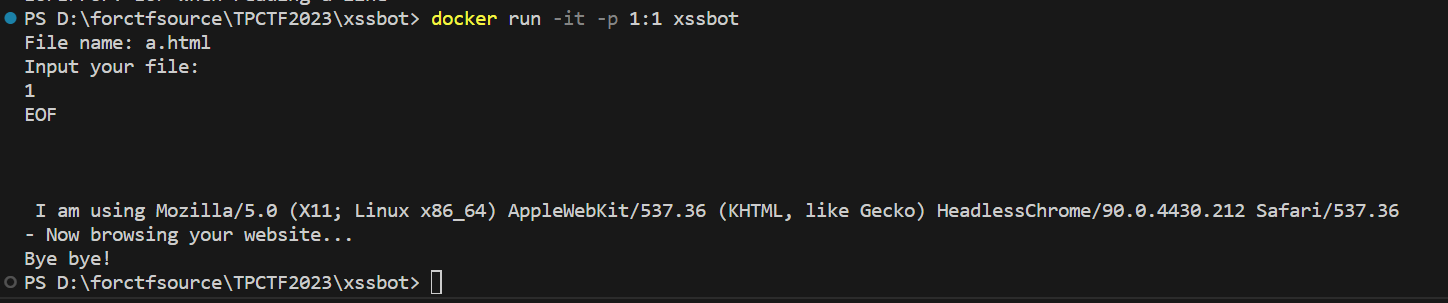 PS D:\forctfsource\TPCTF2023\xssbot> docker run -it -p 1:1 xssbot
File name: a.html
Input your file:
1
EOF
I am using Mozilla/5.0 (X11; Linux x86_64) AppleWebKit/537.36 (KHTML, like Gecko) HeadlessChrome/90.0.4430.212 Safari/537.36
- Now browsing your website...
Bye bye!
PS D:\forctfsource\TPCTF2023\xssbot>